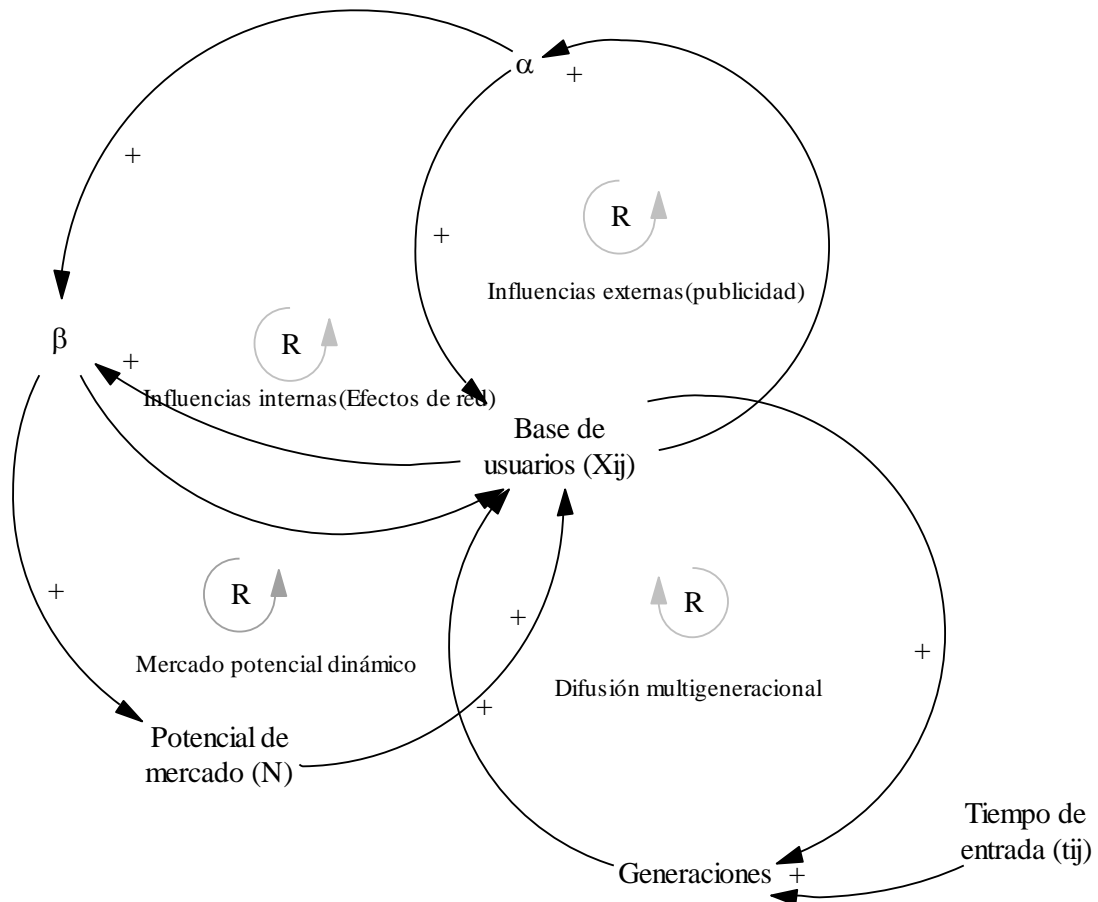 α
+
+
+
R
Influencias externas(publicidad)
R
β
+
Influencias internas(Efectos de red)
Base de
usuarios (Xij)
+
R
R
+
Mercado potencial dinámico
+
Difusión multigeneracional
+
Potencial de
mercado (N)
Tiempo de
entrada (tij)
Generaciones +